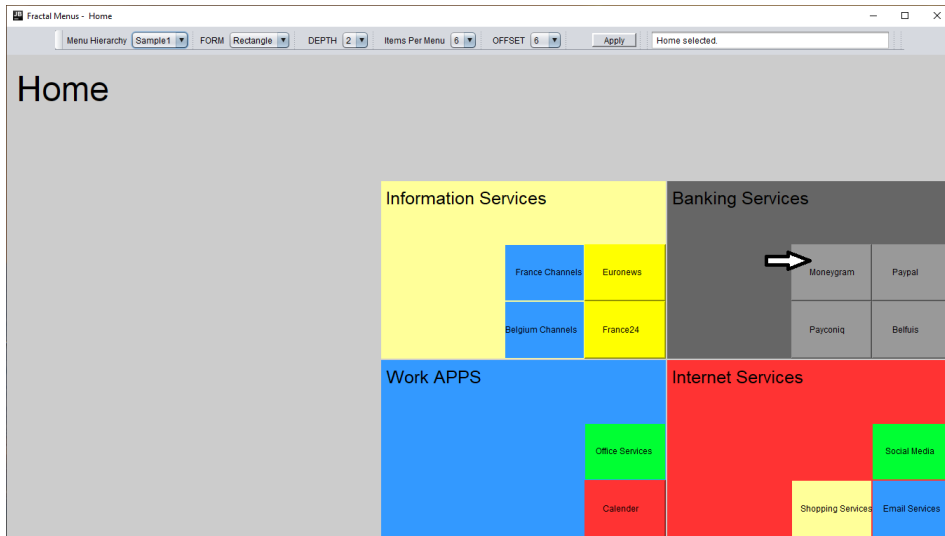 Fractal Menus - Home
Menu Hierarchy Sample1 FORM Rectangle DEPTH 2 Items Per Menu 6 OFFSET 6 Apply Home selected.
Home
Information Services
France Channels Euronews
Belgium Channels France24
Banking Services
Moneygram Paypal
Payconiq Belfuis
Work APPS
Office Services
Calender
Internet Services
Social Media
Shopping Services Email Services